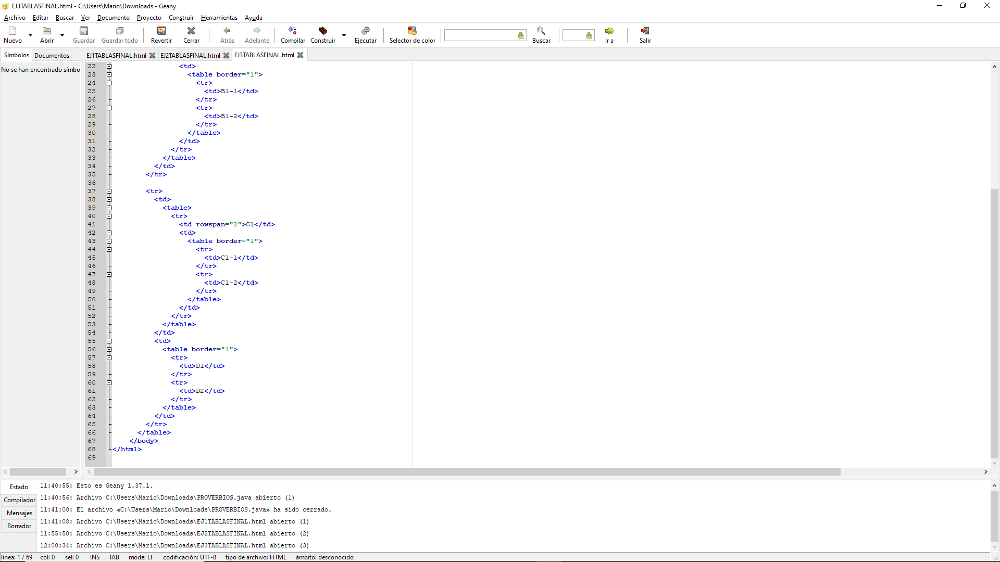 EJ3TABLASFINAL.html - C:\Users\Mario\Downloads - Geany
Archivo Editar Buscar Ver Documento Proyecto Construir Herramientas Ayuda
Nuevo Abrir Guardar Guardar todo Revertir Cerrar Atrás Adelante Compilar Construir Ejecutar Selector de color Buscar Ir a Salir
Símbolos Documentos EJ1TABLASFINAL.html EJ2TABLASFINAL.html EJ3TABLASFINAL.html
No se han encontrado símbo
22 <td>
23 <table border="1">
24 <tr>
25 <td>B1-1</td>
26 </tr>
27 <tr>
28 <td>B1-2</td>
29 </tr>
30 </table>
31 </td>
32 </tr>
33 </table>
34 </td>
35 </tr>
36
37 <tr>
38 <td>
39 <table>
40 <tr>
41 <td rowspan="2">C1</td>
42 <td>
43 <table border="1">
44 <tr>
45 <td>C1-1</td>
46 </tr>
47 <tr>
48 <td>C1-2</td>
49 </tr>
50 </table>
51 </td>
52 </tr>
53 </table>
54 </td>
55 <td>
56 <table border="1">
57 <tr>
58 <td>D1</td>
59 </tr>
60 <tr>
61 <td>D2</td>
62 </tr>
63 </table>
64 </td>
65 </tr>
66 </table>
67 </body>
68 </html>
69
Estado
Compilador
Mensajes
Borrador
11:40:55: Esto es Geany 1.37.1.
11:40:56: Archivo C:\Users\Mario\Downloads\PROVERBIOS.java abierto (1)
11:41:00: El archivo «C:\Users\Mario\Downloads\PROVERBIOS.java» ha sido cerrado.
11:41:08: Archivo C:\Users\Mario\Downloads\EJ1TABLASFINAL.html abierto (1)
11:55:50: Archivo C:\Users\Mario\Downloads\EJ2TABLASFINAL.html abierto (2)
12:00:34: Archivo C:\Users\Mario\Downloads\EJ3TABLASFINAL.html abierto (3)
línea: 1 / 69 col: 0 sel: 0 INS TAB mode: LF codificación: UTF-8 tipo de archivo: HTML ámbito: desconocido